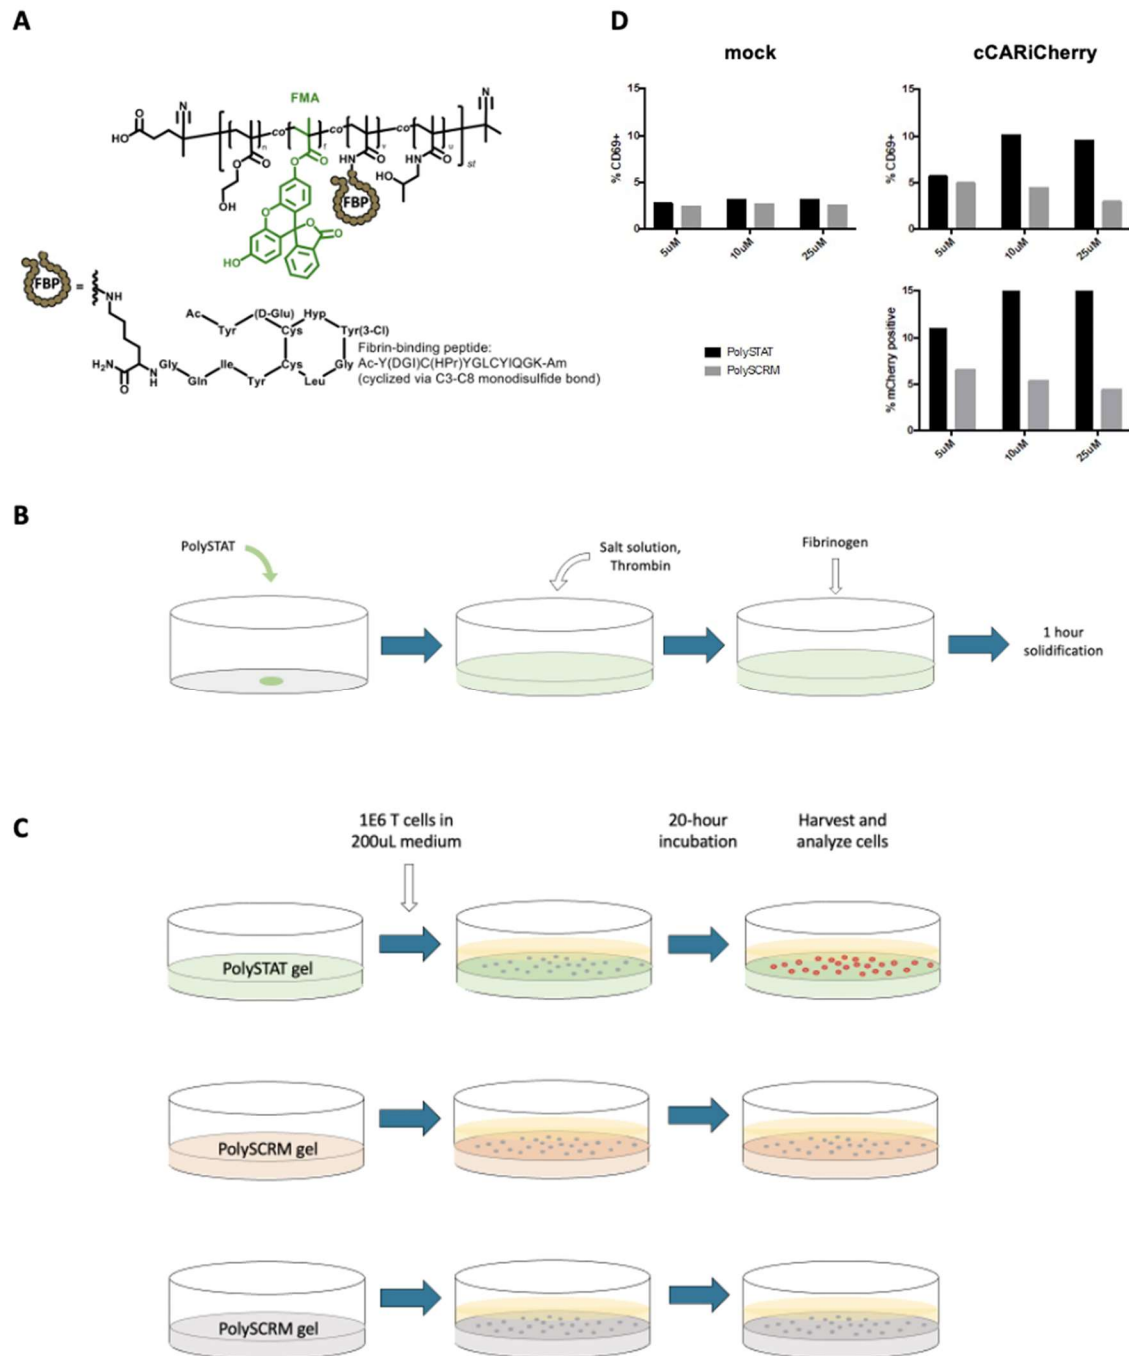 A
FMA
HO
O
N
co
co
co
N
n
f
v
u
st
O
O
O
O
HN
O
HN
O
HO
OH
FBP
O
O
O
HO
FBP
=
NH
H₂N
O
N
H
Ac
Tyr
(D-Glu)
Cys
Hyp
Tyr(3-Cl)
Gly
Gln
Ile
Tyr
Cys
Leu
Gly
Fibrin-binding peptide:
Ac-Y(DGI)C(HPr)YGLCYIQGK-Am
(cyclized via C3-C8 monodisulfide bond)
D
mock
% CD69+
15
10
5
0
5uM
10uM
25uM
cCARiCherry
% CD69+
15
10
5
0
5uM
10uM
25uM
PolySTAT
PolySCRM
% mCherry positive
15
10
5
0
5uM
10uM
25uM
B
PolySTAT
Salt solution,
Thrombin
Fibrinogen
1 hour
solidification
C
1E6 T cells in
200uL medium
20-hour
incubation
Harvest and
analyze cells
PolySTAT gel
PolySCRM gel
PolySCRM gel